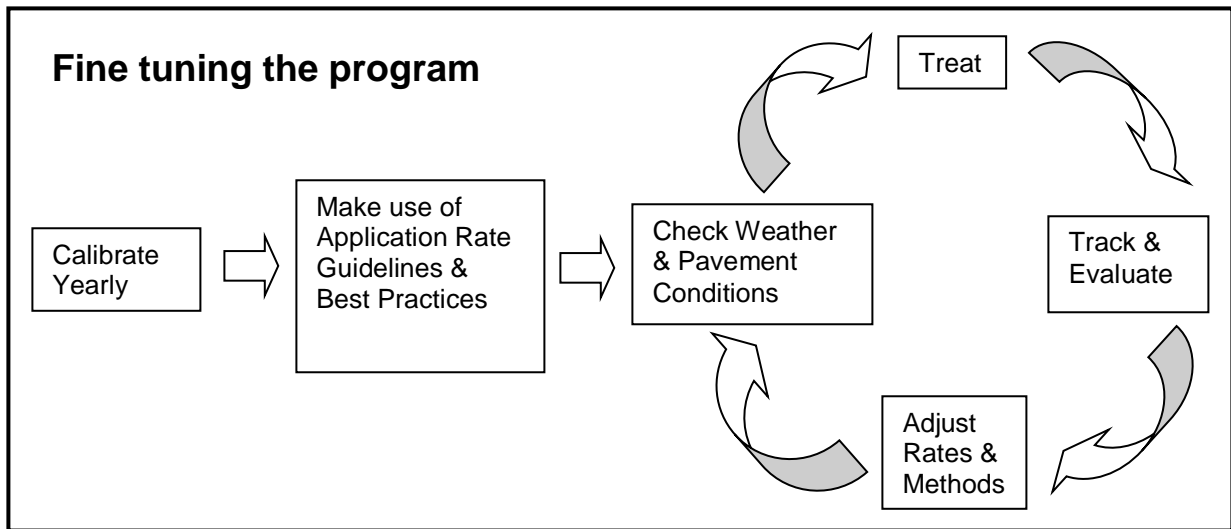 Fine tuning the program
Calibrate
Yearly
Make use of
Application Rate
Guidelines &
Best Practices
Check Weather
& Pavement
Conditions
Treat
Track &
Evaluate
Adjust
Rates &
Methods